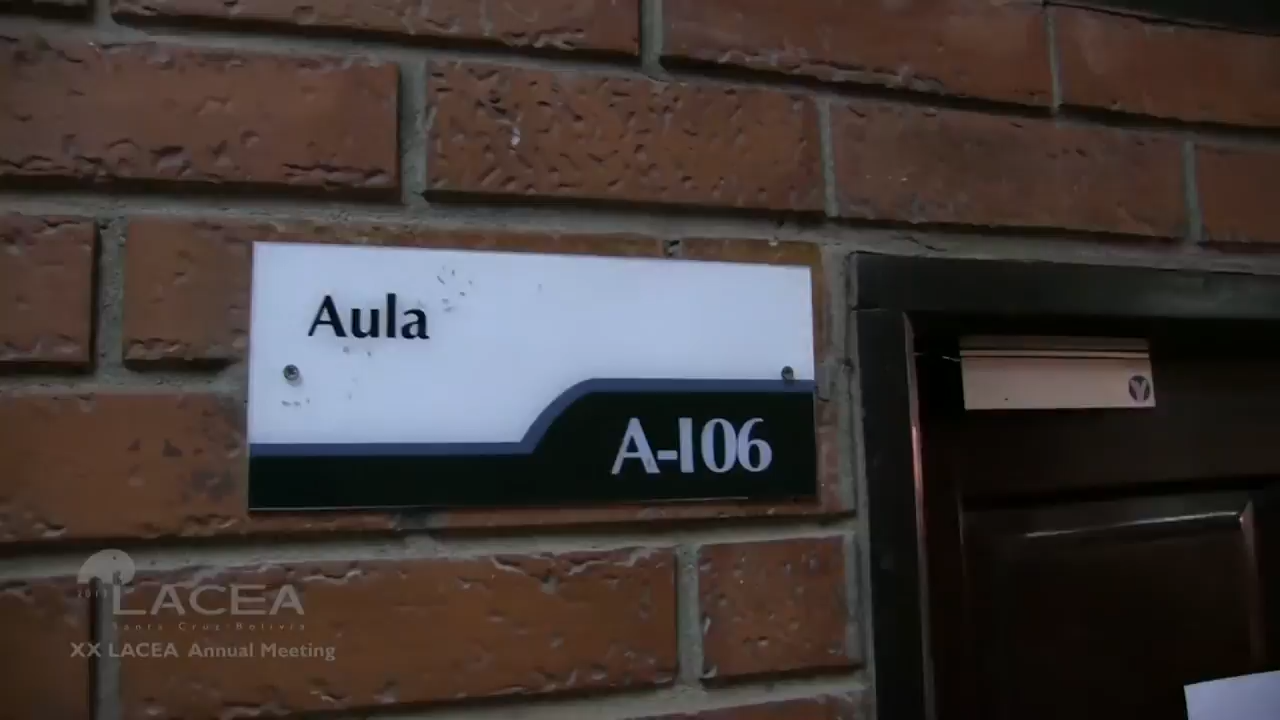 Aula
A-106
LACEA
Santa Cruz-Bolivia
XX LACEA Annual Meeting